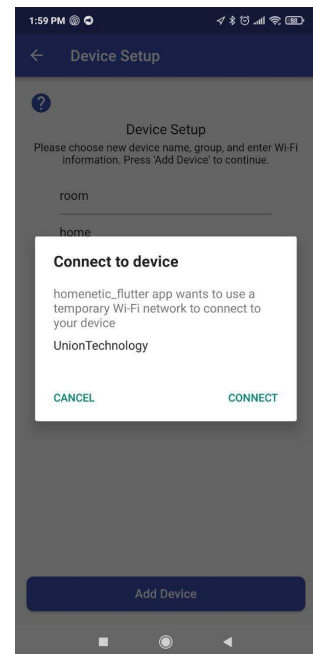 1:59 PM
50
Device Setup
?
Device Setup
Please choose new device name, group, and enter Wi-Fi
information. Press 'Add Device' to continue.
room
home
Connect to device
homenetic_flutter app wants to use a
temporary Wi-Fi network to connect to
your device
UnionTechnology
CANCEL
CONNECT
Add Device